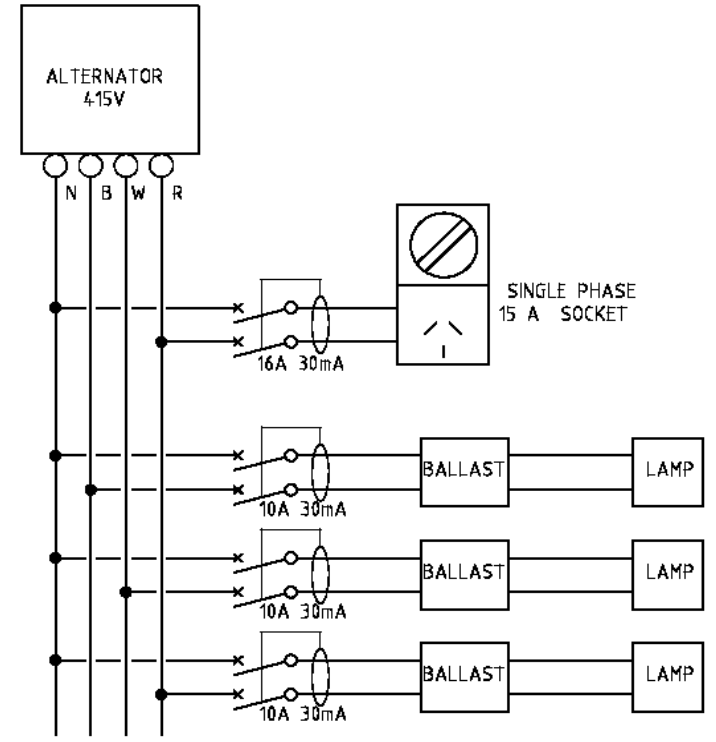 ALTERNATOR
415V
N B W R
SINGLE PHASE
15 A SOCKET
16A 30mA
BALLAST LAMP
10A 30mA
BALLAST LAMP
10A 30mA
BALLAST LAMP
10A 30mA